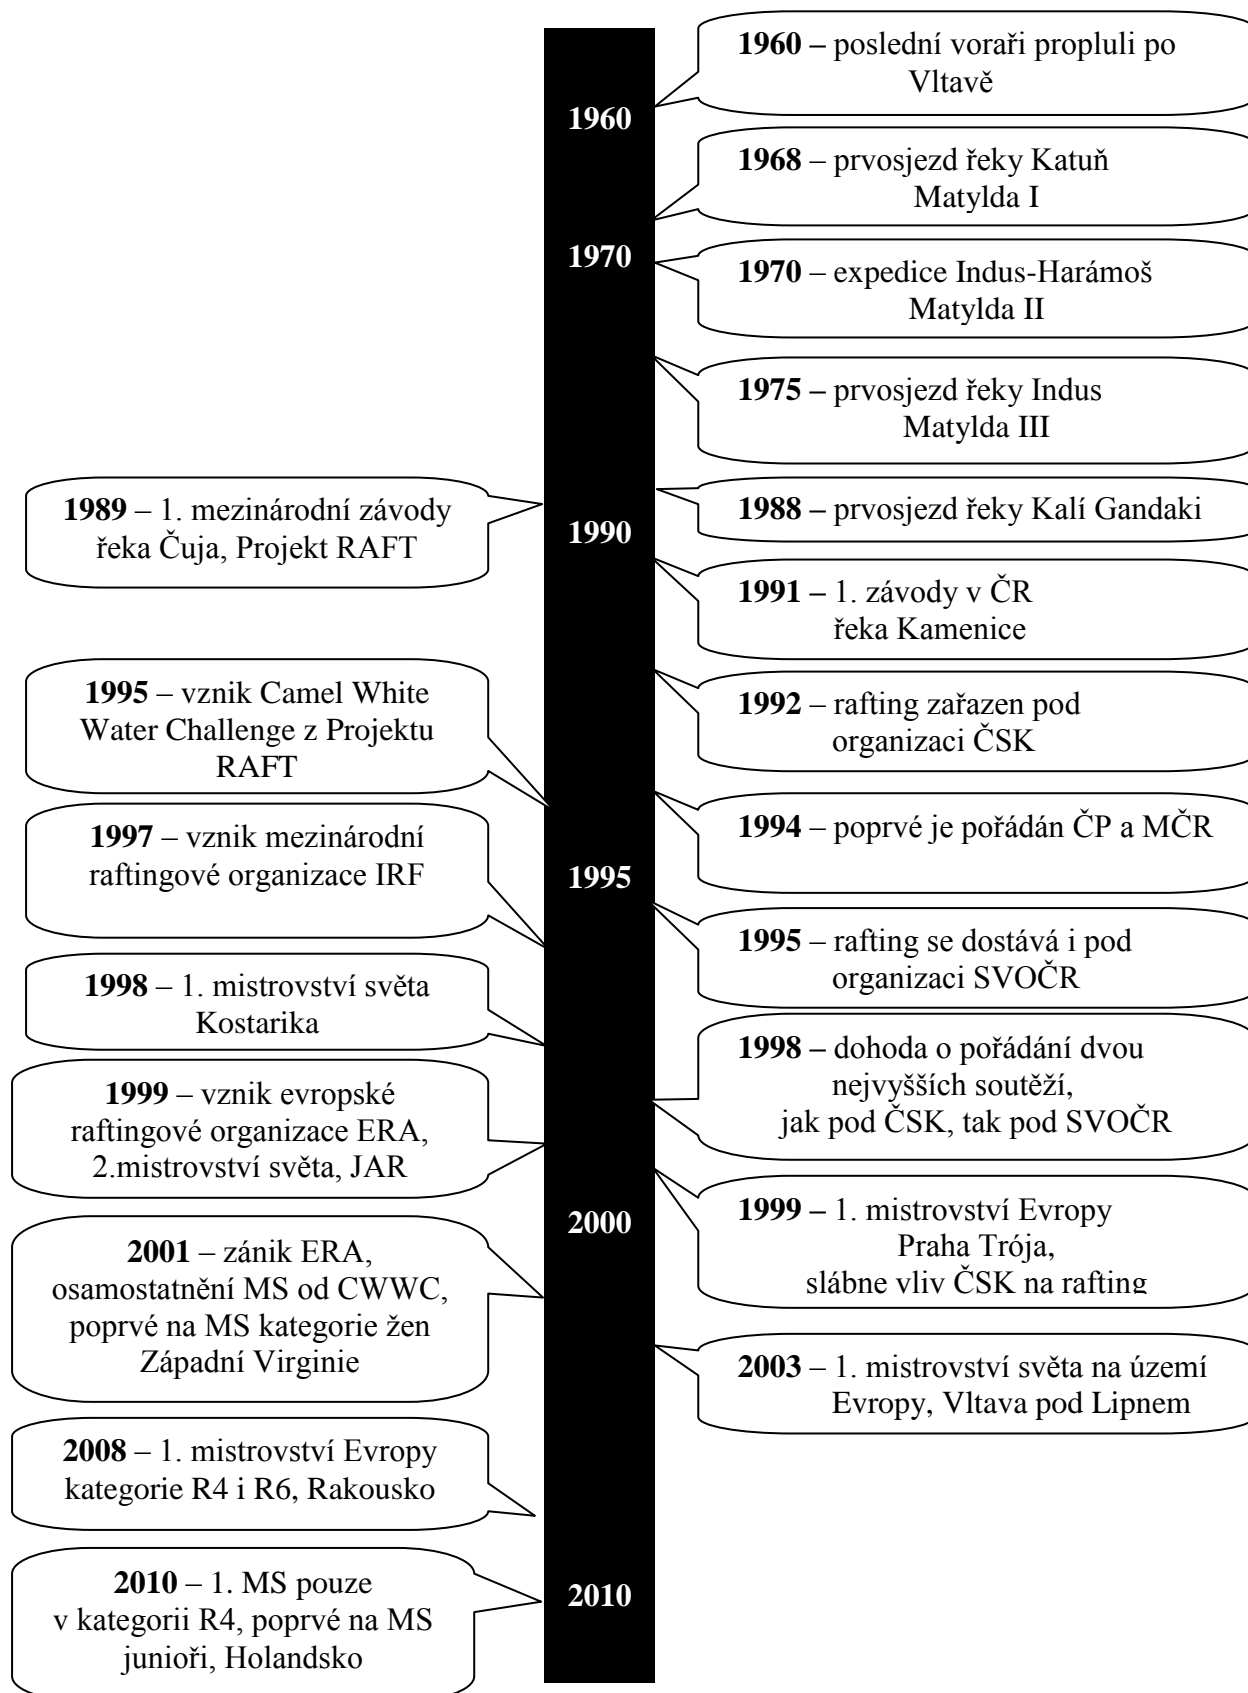 1960 – poslední voraři propluli po
Vltavě
1960
1968 – prvosjezd řeky Katuň
Matylda I
1970
1970 – expedice Indus-Harámoš
Matylda II
1975 – prvosjezd řeky Indus
Matylda III
1989 – 1. mezinárodní závody
řeka Čuja, Projekt RAFT
1988 – prvosjezd řeky Kalí Gandaki
1990
1991 – 1. závody v ČR
řeka Kamenice
1995 – vznik Camel White
Water Challenge z Projektu
RAFT
1992 – rafting zařazen pod
organizaci ČSK
1997 – vznik mezinárodní
raftingové organizace IRF
1994 – poprvé je pořádán ČP a MČR
1995
1995 – rafting se dostává i pod
organizaci SVOČR
1998 – 1. mistrovství světa
Kostarika
1998 – dohoda o pořádání dvou
nejvyšších soutěží,
jak pod ČSK, tak pod SVOČR
1999 – vznik evropské
raftingové organizace ERA,
2.mistrovství světa, JAR
1999 – 1. mistrovství Evropy
Praha Trója,
slábne vliv ČSK na rafting
2000
2001 – zánik ERA,
osamostatnění MS od CWWC,
poprvé na MS kategorie žen
Západní Virginie
2003 – 1. mistrovství světa na území
Evropy, Vltava pod Lipnem
2008 – 1. mistrovství Evropy
kategorie R4 i R6, Rakousko
2010 – 1. MS pouze
v kategorii R4, poprvé na MS
junioři, Holandsko
2010